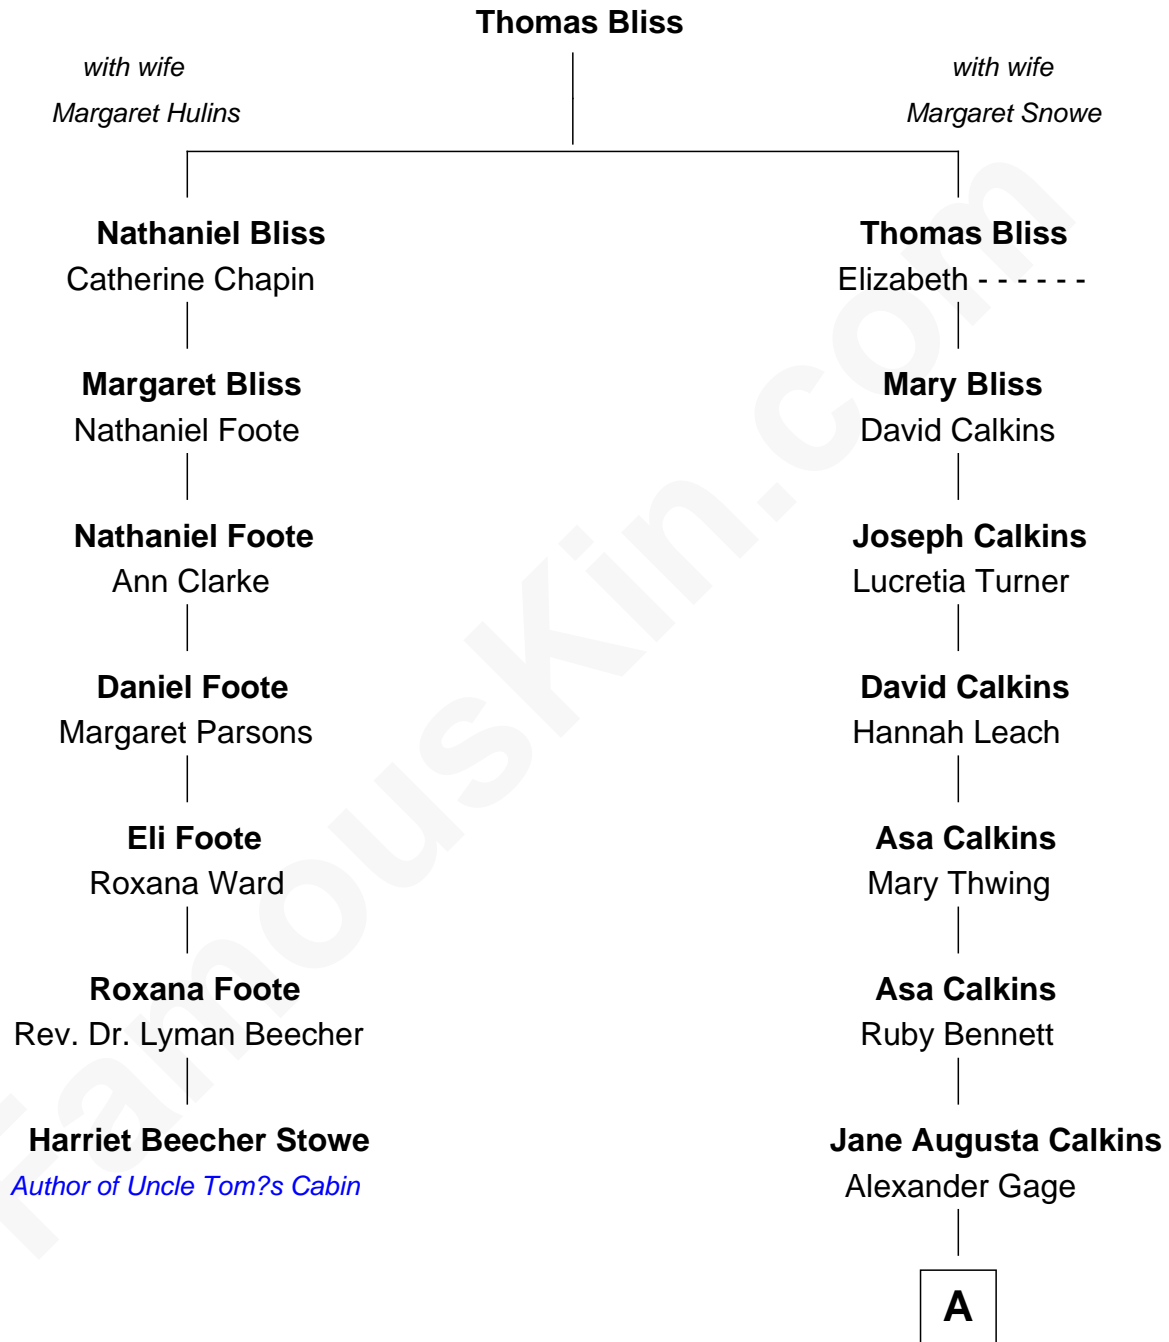 Thomas Bliss
with wife
Margaret Hulins
with wife
Margaret Snowe
Nathaniel Bliss
Catherine Chapin
Thomas Bliss
Elizabeth - - - - - -
Margaret Bliss
Nathaniel Foote
Mary Bliss
David Calkins
Nathaniel Foote
Ann Clarke
Joseph Calkins
Lucretia Turner
Daniel Foote
Margaret Parsons
David Calkins
Hannah Leach
Eli Foote
Roxana Ward
Asa Calkins
Mary Thwing
Roxana Foote
Rev. Dr. Lyman Beecher
Asa Calkins
Ruby Bennett
Harriet Beecher Stowe
Author of Uncle Tom?s Cabin
Jane Augusta Calkins
Alexander Gage
A
FamousKin.com